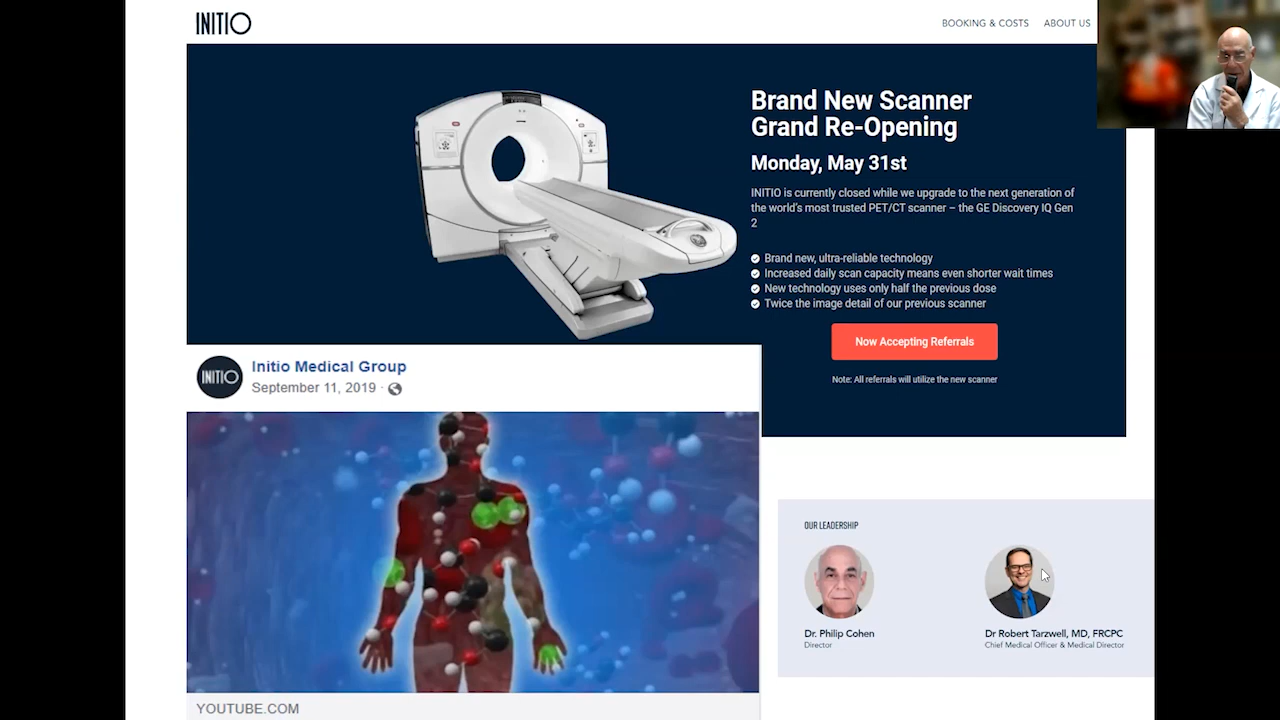 INITIO
BOOKING & COSTS ABOUT US
Brand New Scanner
Grand Re-Opening
Monday, May 31st
INITIO is currently closed while we upgrade to the next generation of
the world's most trusted PET/CT scanner – the GE Discovery IQ Gen
2
Brand new, ultra-reliable technology
Increased daily scan capacity means even shorter wait times
New technology uses only half the previous dose
Twice the image detail of our previous scanner
Now Accepting Referrals
Note: All referrals will utilize the new scanner
INITIO
Initio Medical Group
September 11, 2019 ·
YOUTUBE.COM
OUR LEADERSHIP
Dr. Philip Cohen
Director
Dr Robert Tarzwell, MD, FRCPC
Chief Medical Officer & Medical Director